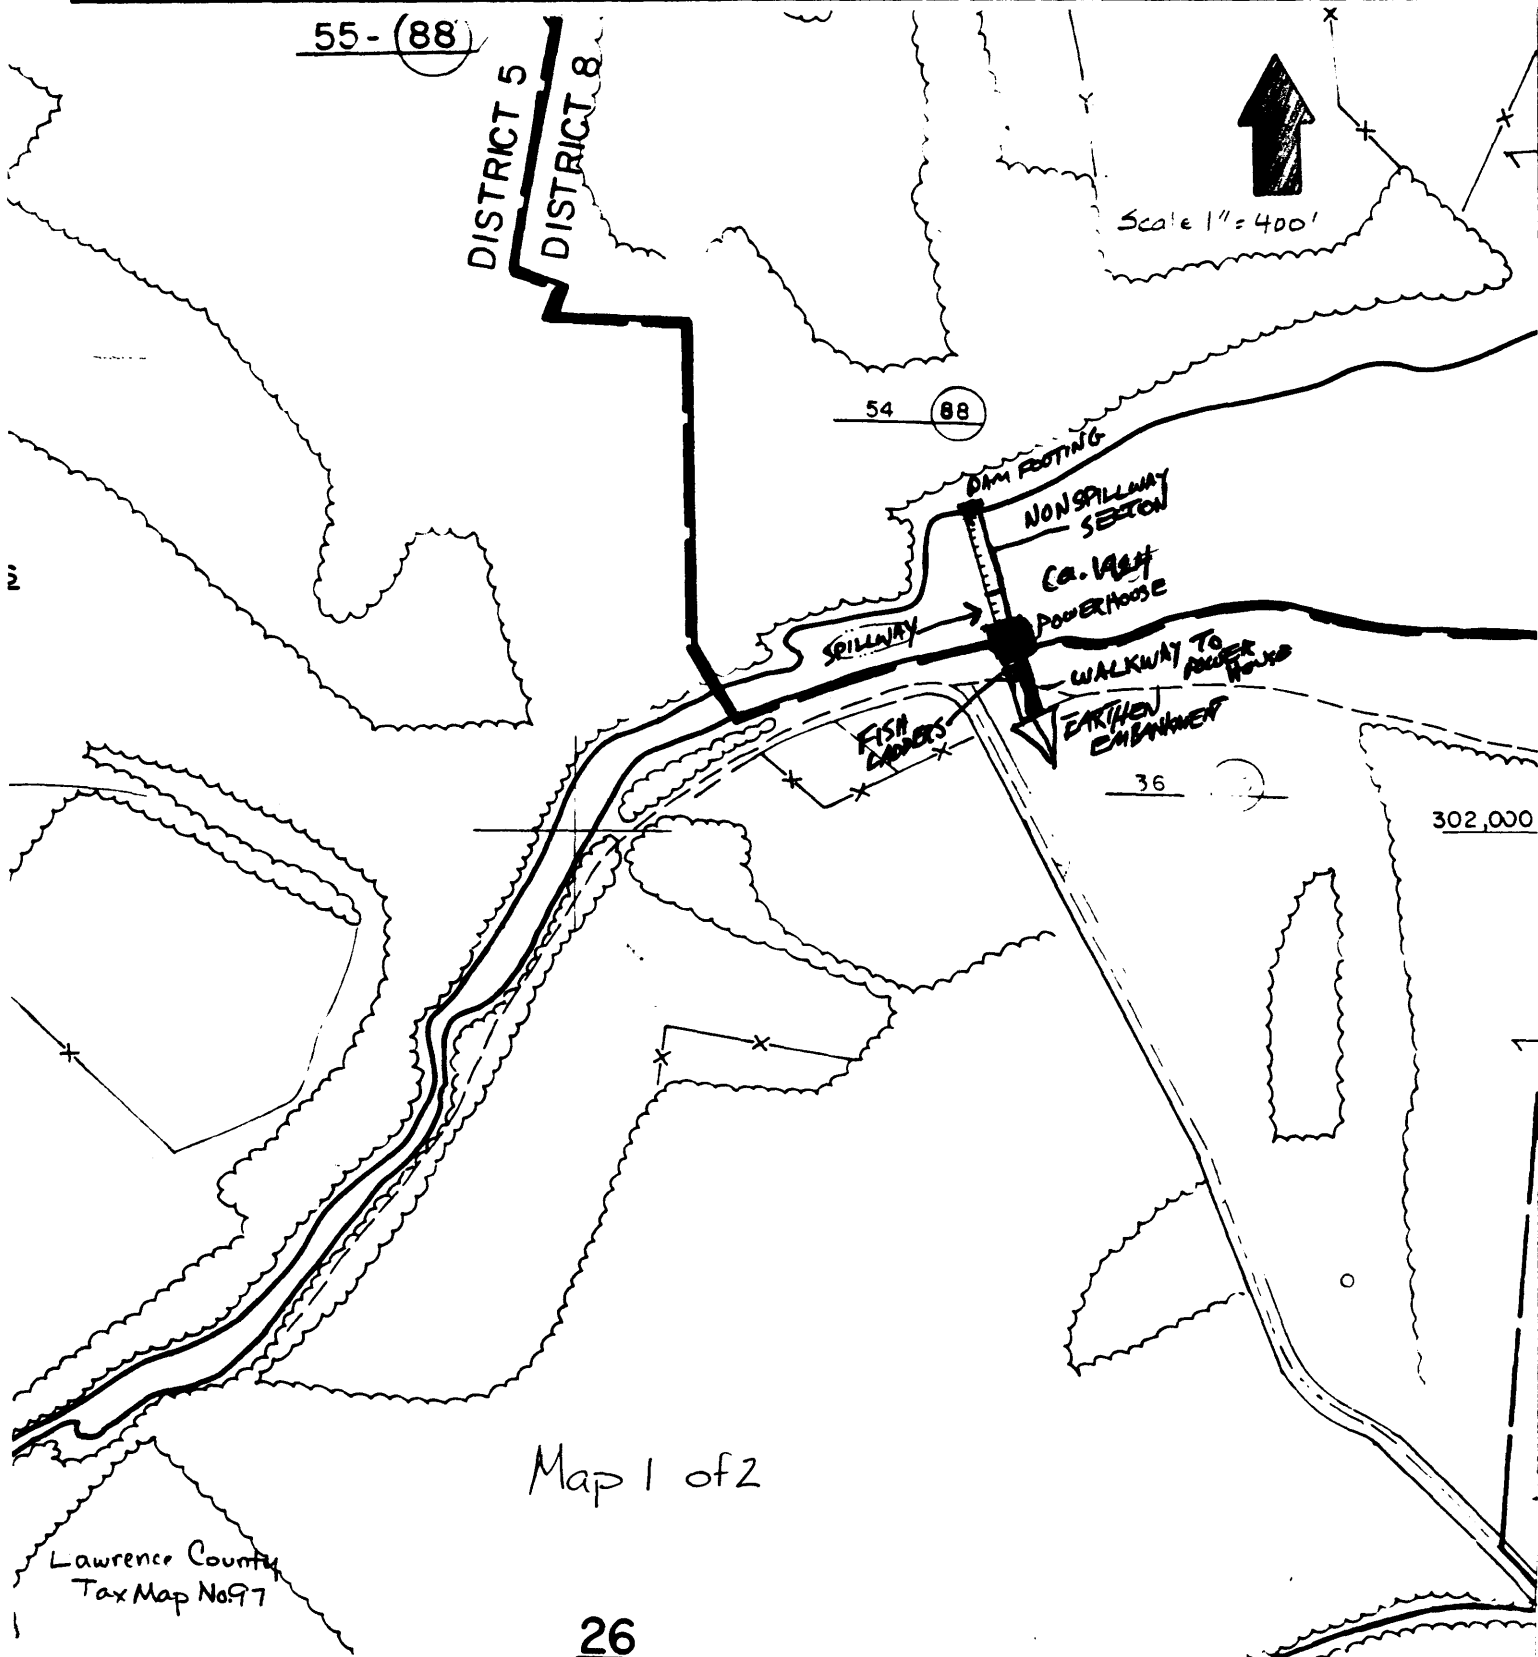 55-(88)
DISTRICT 5
DISTRICT 8
Scale 1"=400'
54 88
DAM FOOTING
NONSPILLWAY
SECTION
POWERHOUSE
SPILLWAY
WALKWAY TO
POWER
HOUSE
FISH
LADDERS
EARTHEN
EMBANKMENT
36
302,000
Map 1 of 2
Lawrence County
Tax Map No.97
26